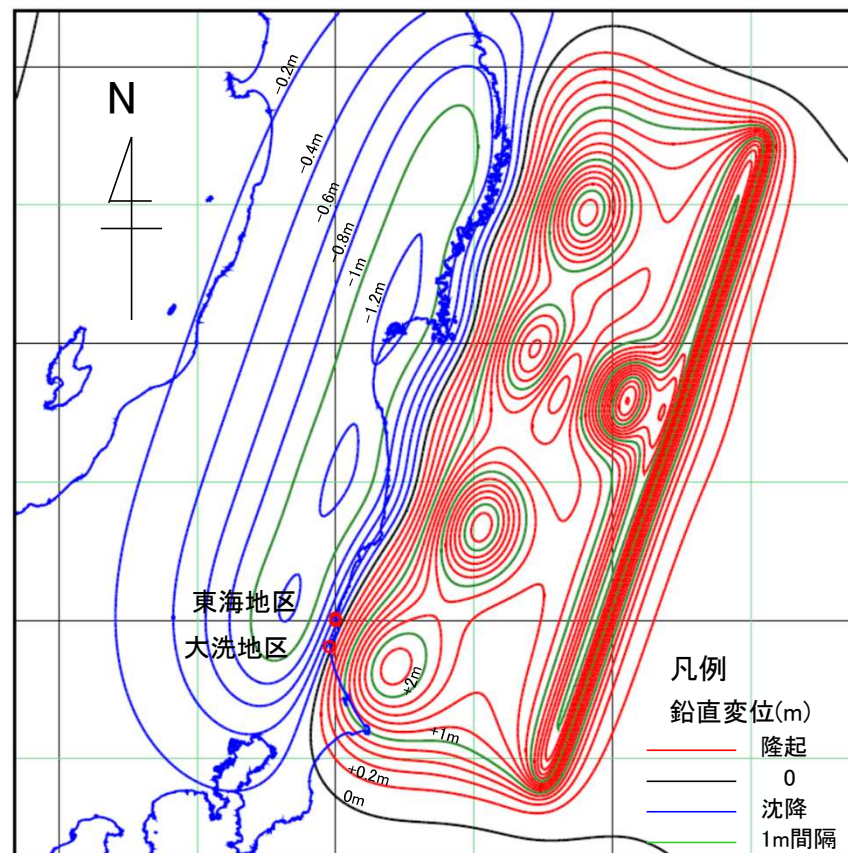 N
-0.2m
-0.4m
-0.6m
-0.8m
-1m
-1.2m
東海地区
大洗地区
+2m
+1m
+0.2m
0m
凡例
鉛直変位(m)
隆起
0
沈降
1m間隔